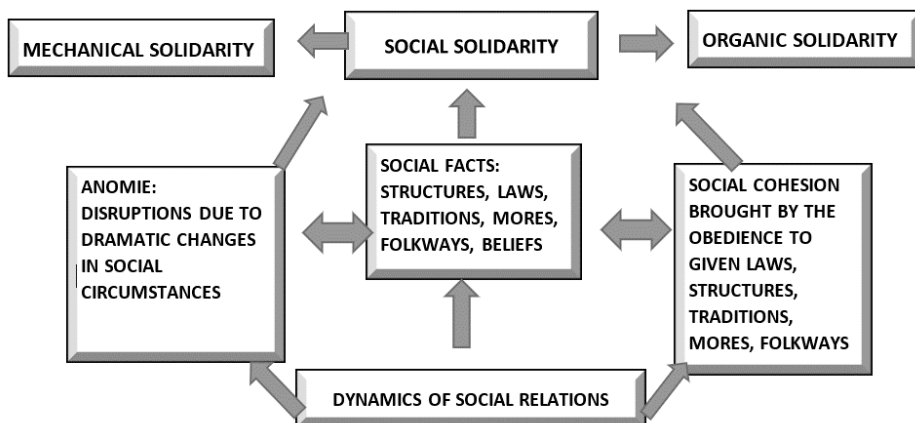 MECHANICAL SOLIDARITY
SOCIAL SOLIDARITY
ORGANIC SOLIDARITY
ANOMIE:
DISRUPTIONS DUE TO
DRAMATIC CHANGES
IN SOCIAL
CIRCUMSTANCES
SOCIAL FACTS:
STRUCTURES, LAWS,
TRADITIONS, MORES,
FOLKWAYS, BELIEFS
SOCIAL COHESION
BROUGHT BY THE
OBEDIENCE TO
GIVEN LAWS,
STRUCTURES,
TRADITIONS,
MORES, FOLKWAYS
DYNAMICS OF SOCIAL RELATIONS